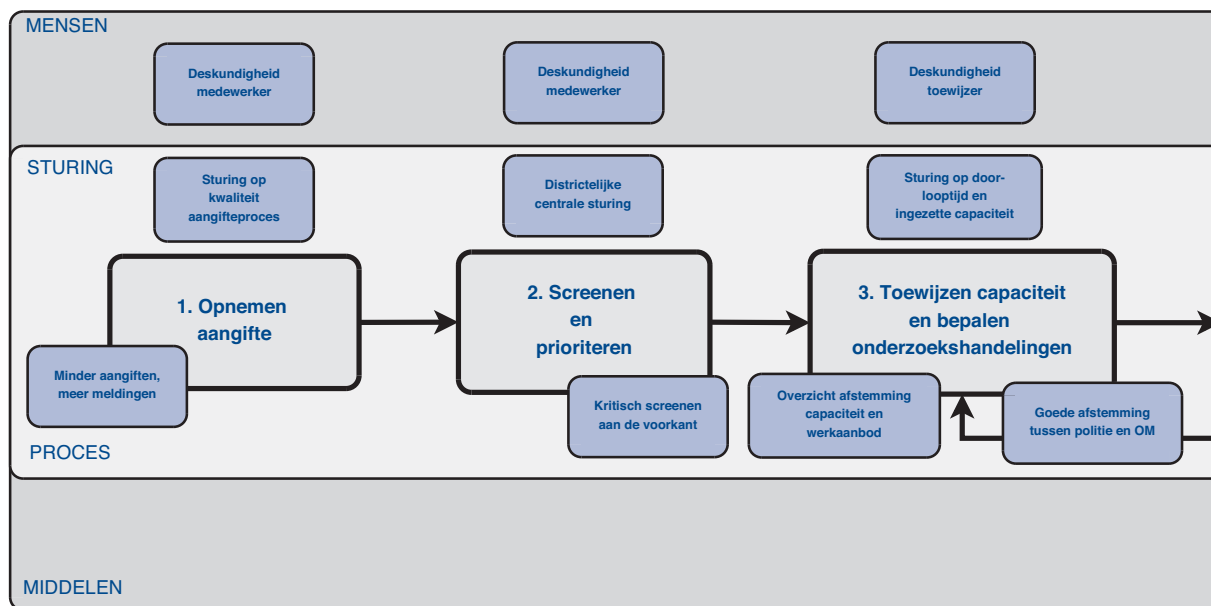 MENSEN
Deskundigheid
medewerker
Deskundigheid
medewerker
Deskundigheid
toewijzer
STURING
Sturing op
kwaliteit
aangifteproces
Districtelijke
centrale sturing
Sturing op door-
looptijd en
ingezette capaciteit
1. Opnemen
aangifte
2. Screenen
en
prioriteren
3. Toewijzen capaciteit
en bepalen
onderzoekshandelingen
Minder aangiften,
meer meldingen
Kritisch screenen
aan de voorkant
Overzicht afstemming
capaciteit en
werkaanbod
Goede afstemming
tussen politie en OM
PROCES
MIDDELEN